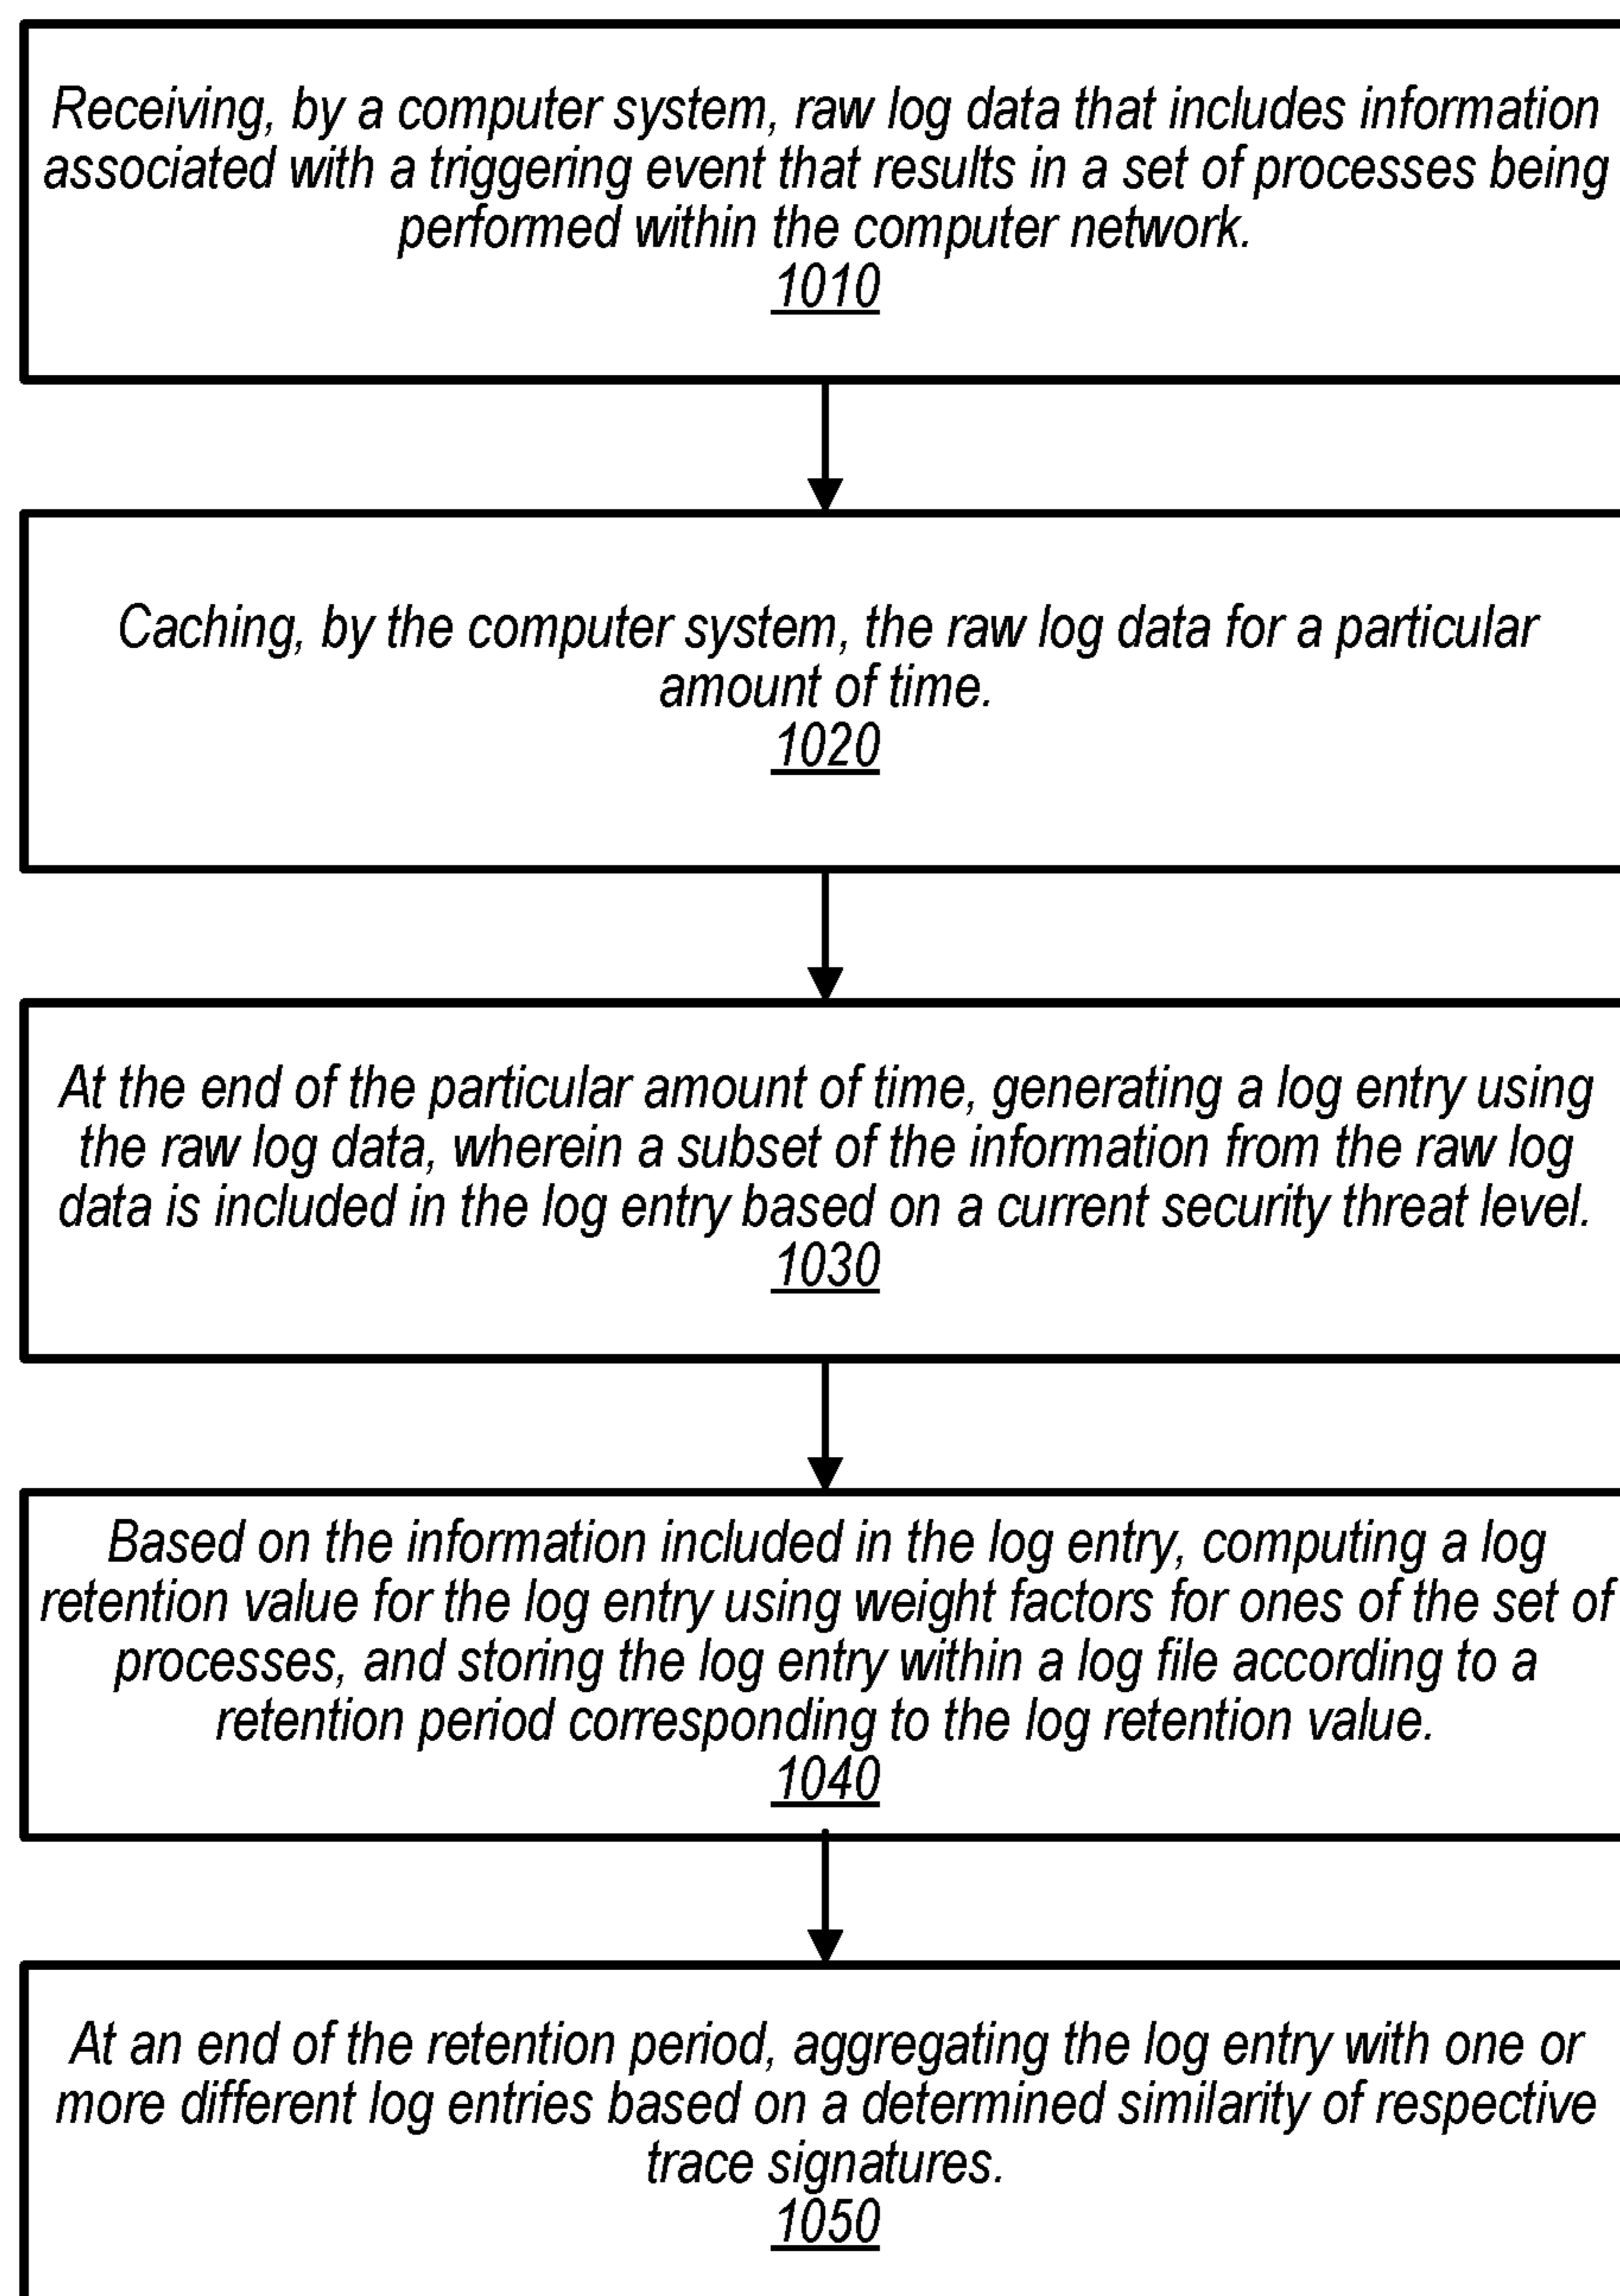 Receiving, by a computer system, raw log data that includes information
associated with a triggering event that results in a set of processes being
performed within the computer network.
1010
Caching, by the computer system, the raw log data for a particular
amount of time.
1020
At the end of the particular amount of time, generating a log entry using
the raw log data, wherein a subset of the information from the raw log
data is included in the log entry based on a current security threat level.
1030
Based on the information included in the log entry, computing a log
retention value for the log entry using weight factors for ones of the set of
processes, and storing the log entry within a log file according to a
retention period corresponding to the log retention value.
1040
At an end of the retention period, aggregating the log entry with one or
more different log entries based on a determined similarity of respective
trace signatures.
1050